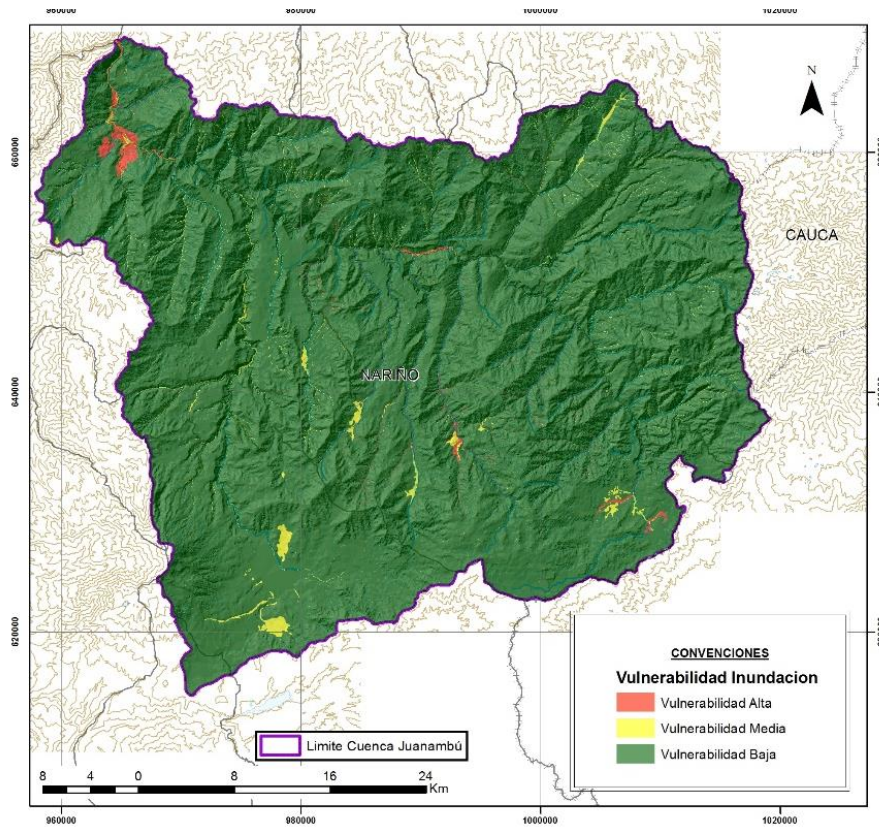 960000 980000 1000000 1020000
N
660000
CAUCA
NARIÑO
640000
620000
CONVENCIONES
Vulnerabilidad Inundacion
Vulnerabilidad Alta
Vulnerabilidad Media
Vulnerabilidad Baja
Limite Cuenca Juanambú
8 4 0 8 16 24
Km
960000 980000 1000000 1020000